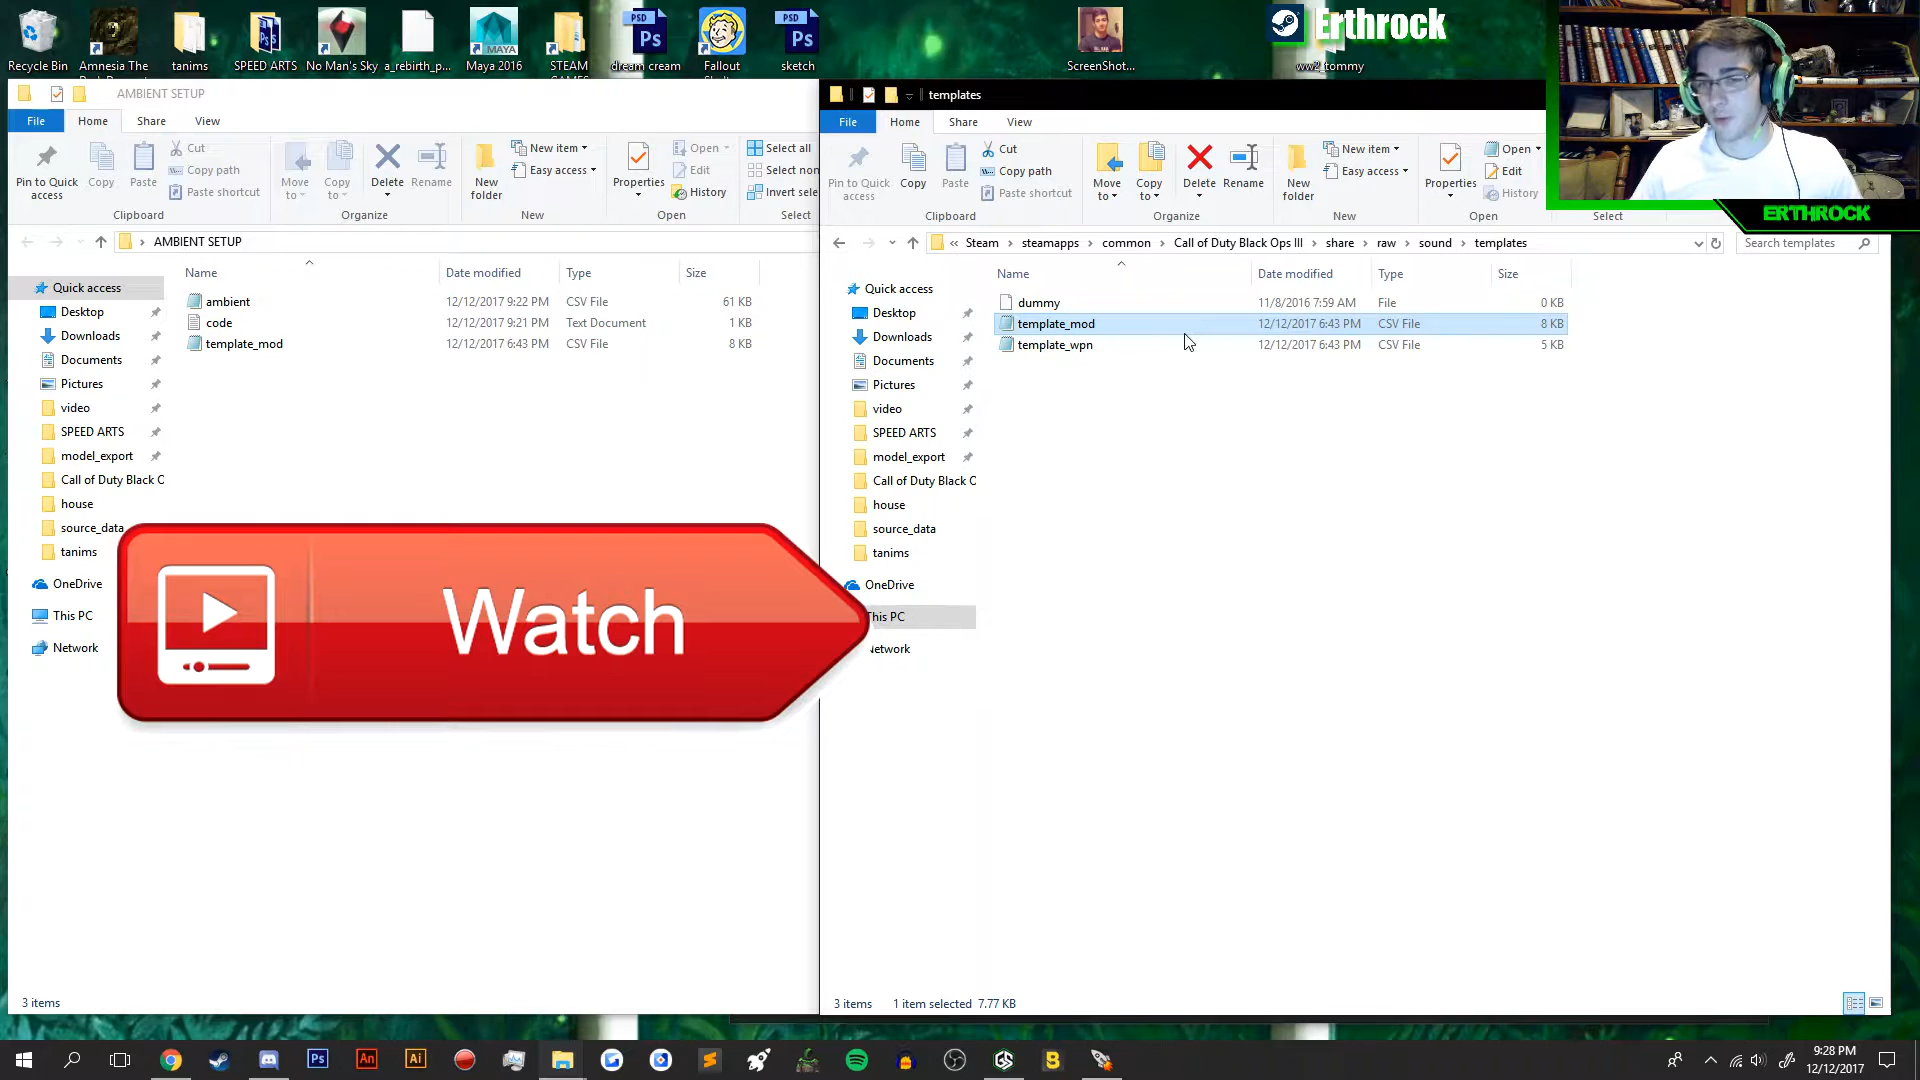 Recycle Bin
Amnesia The
tanims
SPEED ARTS
No Man's Sky
a_rebirth_p...
Maya 2016
STEAM
dream cream
Fallout
sketch
ScreenShot...
ww2_tommy
Erthrock
ERTHROCK
AMBIENT SETUP
File Home Share View
Pin to Quick access
Copy
Paste
Cut
Copy path
Paste shortcut
Clipboard
Move to
Copy to
Delete
Rename
Organize
New folder
New item
Easy access
New
Properties
Open
Edit
History
Open
Select all
Select non
Invert sele
Select
AMBIENT SETUP
Name Date modified Type Size
ambient 12/12/2017 9:22 PM CSV File 61 KB
code 12/12/2017 9:21 PM Text Document 1 KB
template_mod 12/12/2017 6:43 PM CSV File 8 KB
Quick access
Desktop
Downloads
Documents
Pictures
video
SPEED ARTS
model_export
Call of Duty Black O
house
source_data
tanims
OneDrive
This PC
Network
3 items
Watch
templates
File Home Share View
Pin to Quick access
Copy
Paste
Cut
Copy path
Paste shortcut
Clipboard
Move to
Copy to
Delete
Rename
Organize
New folder
New item
Easy access
New
Properties
Open
Edit
History
Open
Select
« Steam › steamapps › common › Call of Duty Black Ops III › share › raw › sound › templates
Search templates
Name Date modified Type Size
dummy 11/8/2016 7:59 AM File 0 KB
template_mod 12/12/2017 6:43 PM CSV File 8 KB
template_wpn 12/12/2017 6:43 PM CSV File 5 KB
Quick access
Desktop
Downloads
Documents
Pictures
video
SPEED ARTS
model_export
Call of Duty Black O
house
source_data
tanims
OneDrive
This PC
Network
3 items 1 item selected 7.77 KB
9:28 PM
12/12/2017